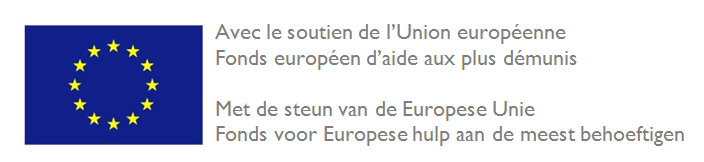 Avec le soutien de l'Union européenne
Fonds européen d'aide aux plus démunis
Met de steun van de Europese Unie
Fonds voor Europese hulp aan de meest behoeftigen